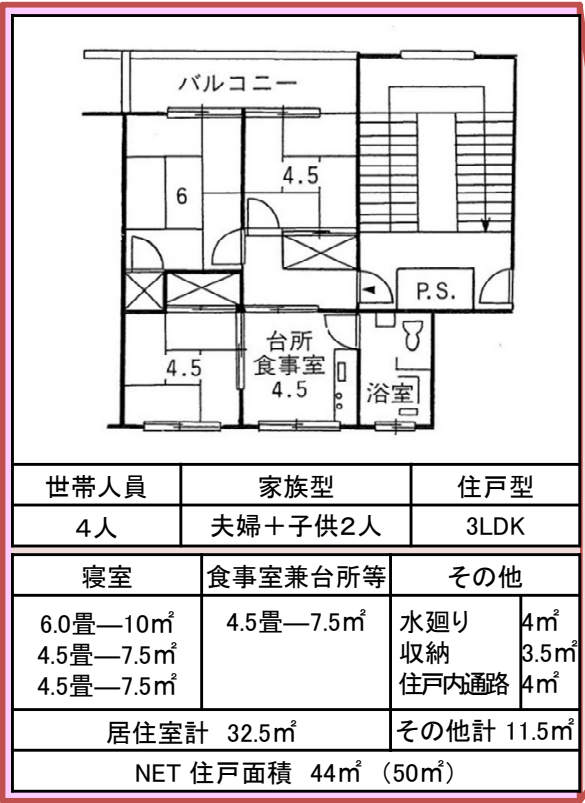 バルコニー
4.5
6
P.S.
台所
食事室
4.5
4.5
浴室
世帯人員 家族型 住戸型
4人 夫婦＋子供2人 3LDK
寝室 食事室兼台所等 その他
6.0畳―10㎡ 4.5畳―7.5㎡ 水廻り 4㎡
4.5畳―7.5㎡ 収納 3.5㎡
4.5畳―7.5㎡ 住戸内通路 4㎡
居住室計 32.5㎡ その他計 11.5㎡
NET 住戸面積 44㎡ （50㎡）